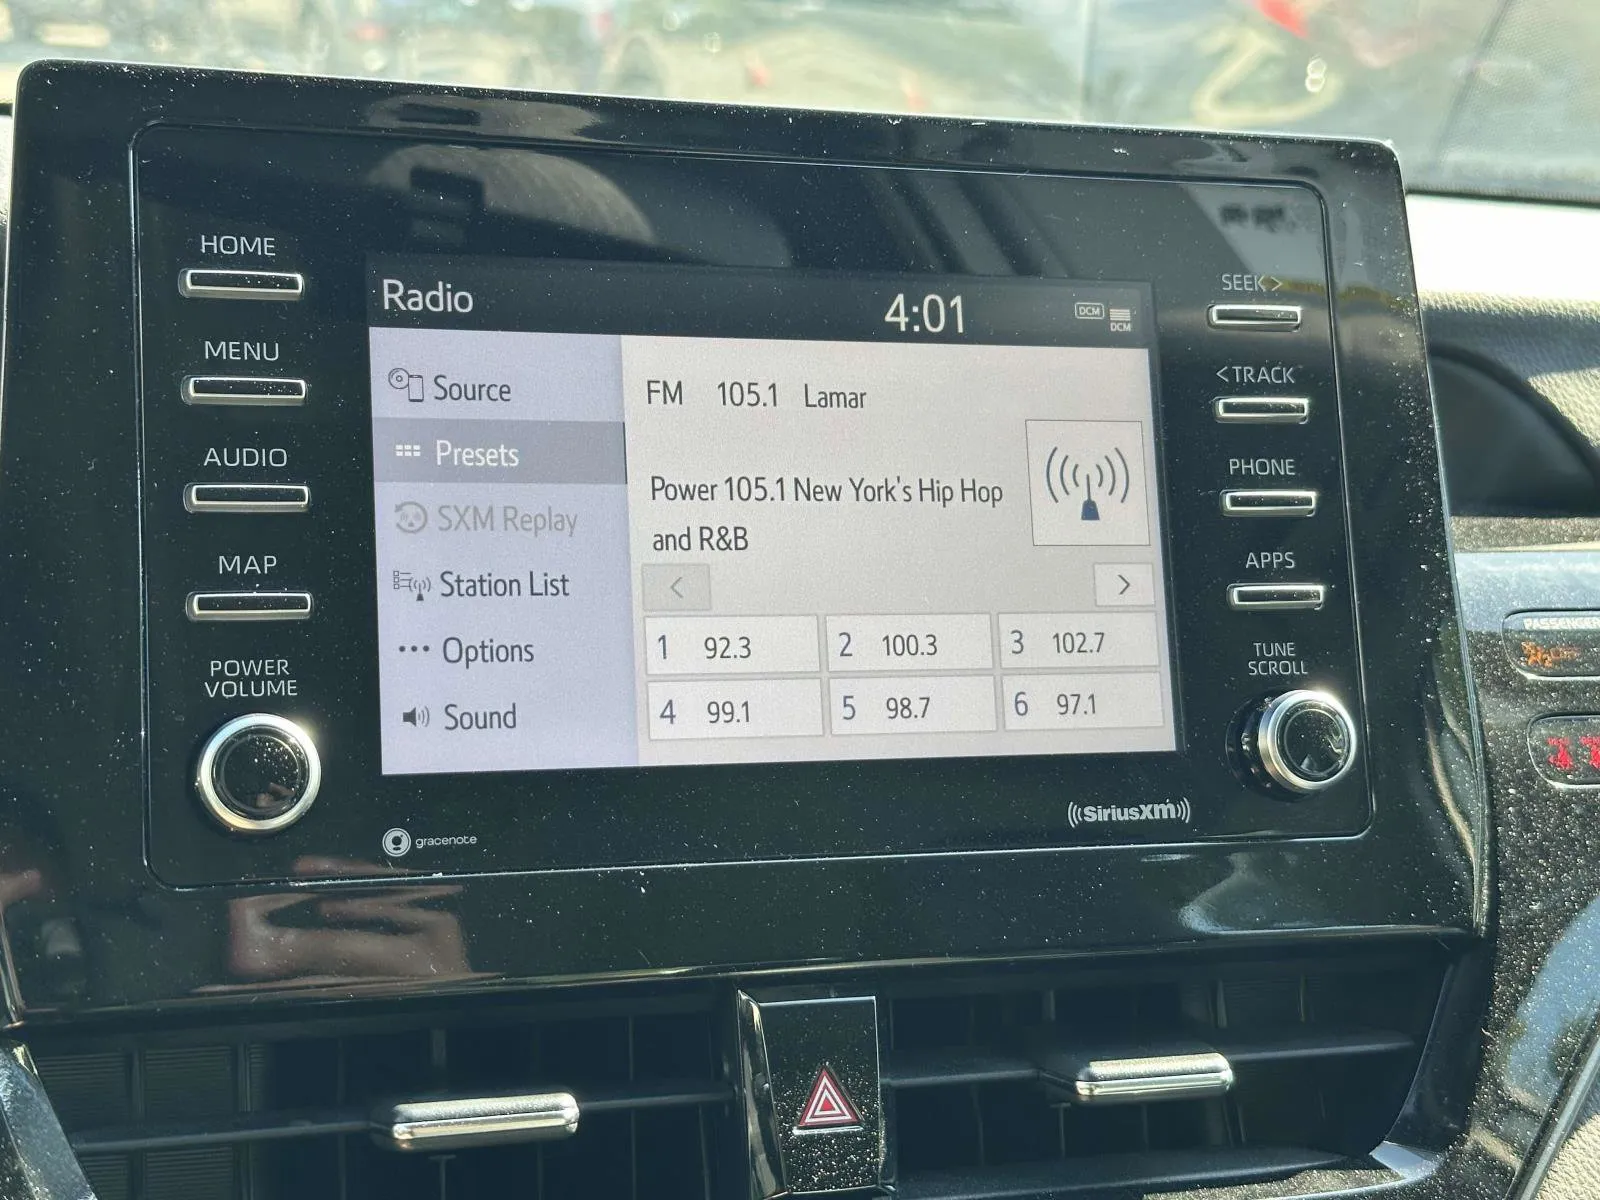 HOME
MENU
AUDIO
MAP
POWER
VOLUME
Radio
4:01
DCM
DCM
Source
Presets
SXM Replay
Station List
Options
Sound
FM 105.1 Lamar
Power 105.1 New York's Hip Hop
and R&B
<
>
1 92.3
2 100.3
3 102.7
4 99.1
5 98.7
6 97.1
SEEK>
<TRACK
PHONE
APPS
TUNE
SCROLL
gracenote
((SiriusXM))
PASSENGER